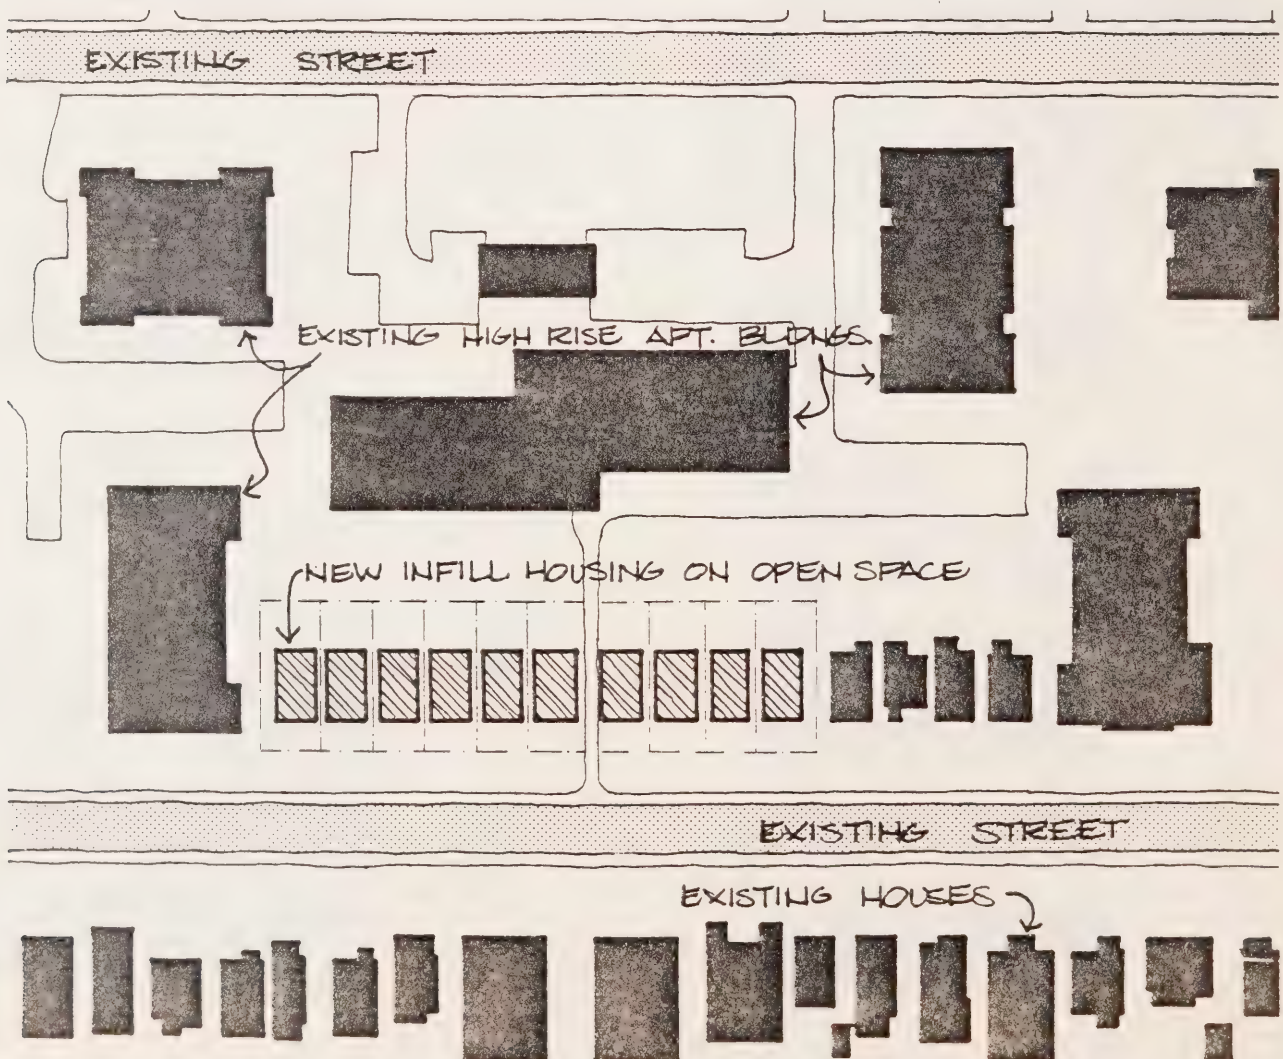 EXISTING STREET
EXISTING HIGH RISE APT. BLDNGS.
NEW INFILL HOUSING ON OPEN SPACE
EXISTING STREET
EXISTING HOUSES